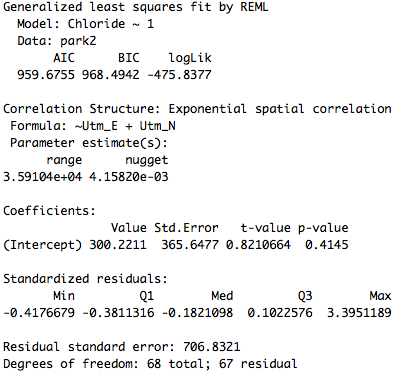 Generalized least squares fit by REML
  Model: Chloride ~ 1
  Data: park2
       AIC      BIC    logLik
  959.6755 968.4942 -475.8377

Correlation Structure: Exponential spatial correlation
 Formula: ~Utm_E + Utm_N
 Parameter estimate(s):
      range      nugget
3.59104e+04 4.15820e-03

Coefficients:
               Value Std.Error   t-value p-value
(Intercept) 300.2211  365.6477 0.8210664  0.4145

Standardized residuals:
       Min         Q1        Med         Q3        Max
-0.4176679 -0.3811316 -0.1821098  0.1022576  3.3951189

Residual standard error: 706.8321
Degrees of freedom: 68 total; 67 residual